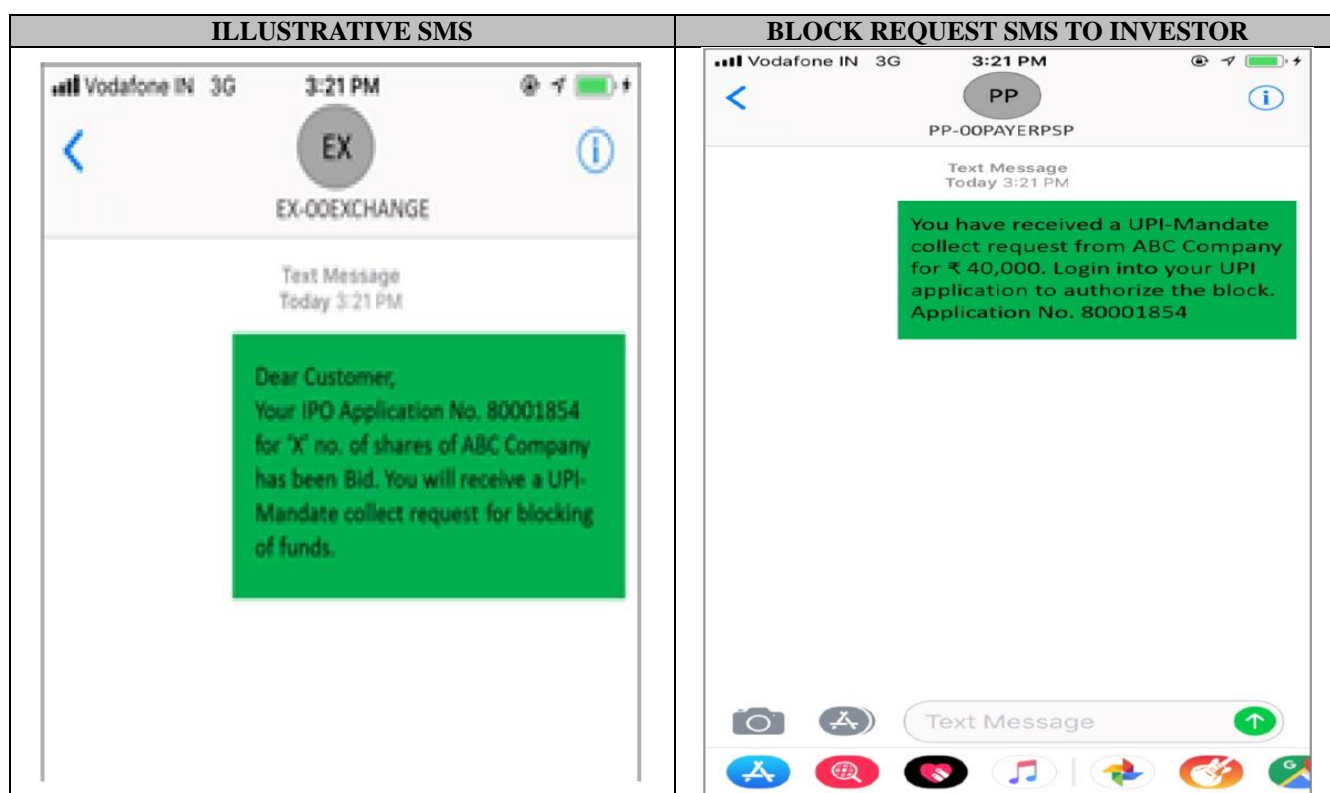 ILLUSTRATIVE SMS
Vodafone IN 3G 3:21 PM
EX
EX-00EXCHANGE
Text Message
Today 3:21 PM
Dear Customer,
Your IPO Application No. 80001854
for 'X' no. of shares of ABC Company
has been Bid. You will receive a UPI-
Mandate collect request for blocking
of funds.
BLOCK REQUEST SMS TO INVESTOR
Vodafone IN 3G 3:21 PM
PP
PP-00PAYERPSP
Text Message
Today 3:21 PM
You have received a UPI-Mandate
collect request from ABC Company
for ₹ 40,000. Login into your UPI
application to authorize the block.
Application No. 80001854
Text Message
G